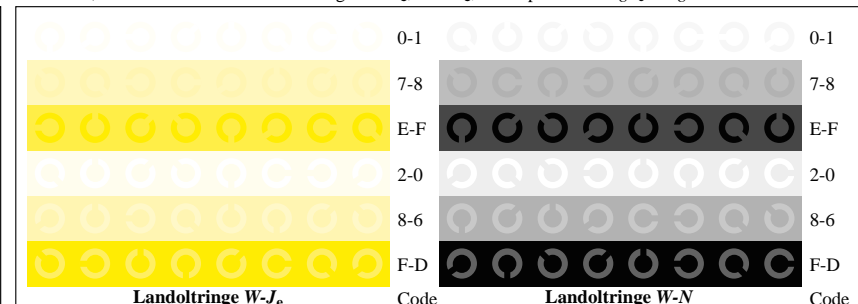 0-1 0-1
7-8 7-8
E-F E-F
2-0 2-0
8-6 8-6
F-D F-D
Landoltringe W-Je Code Landoltringe W-N Code